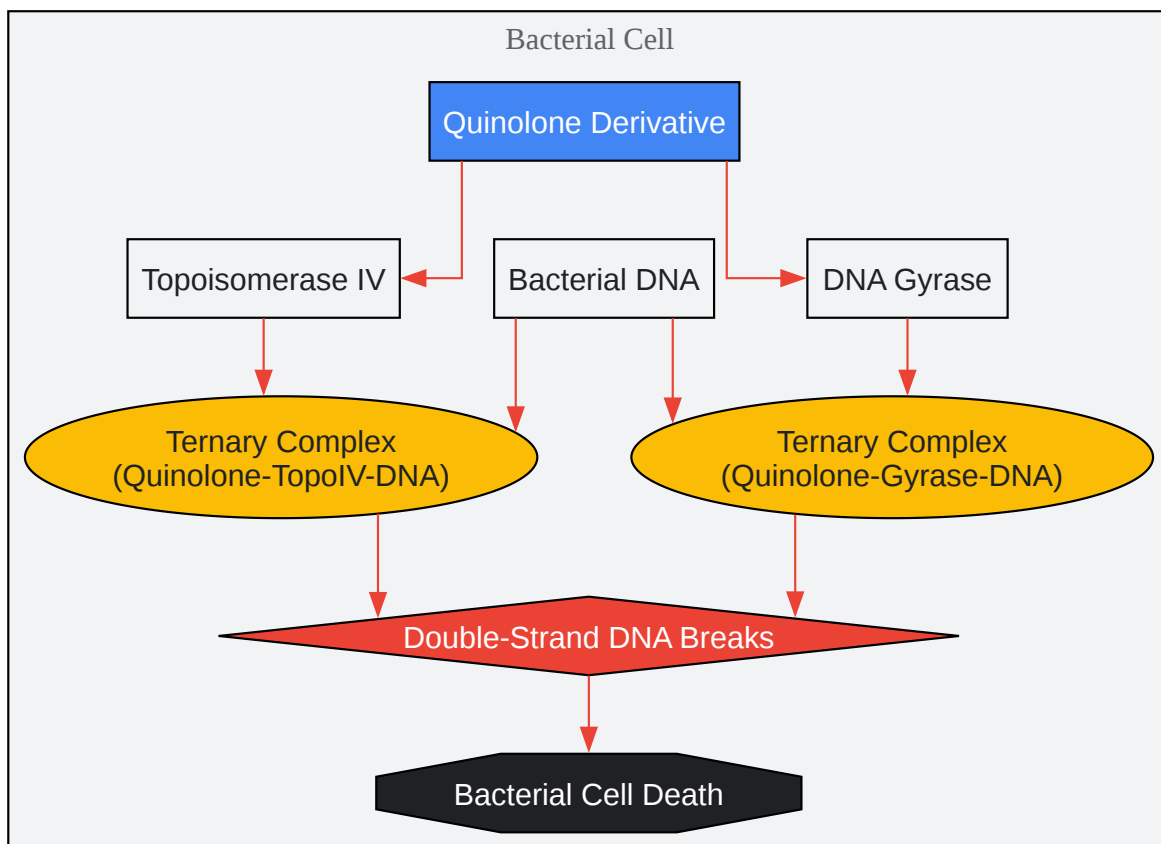 Bacterial Cell
Quinolone Derivative
Topoisomerase IV
Bacterial DNA
DNA Gyrase
Ternary Complex
(Quinolone-TopoIV-DNA)
Ternary Complex
(Quinolone-Gyrase-DNA)
Double-Strand DNA Breaks
Bacterial Cell Death